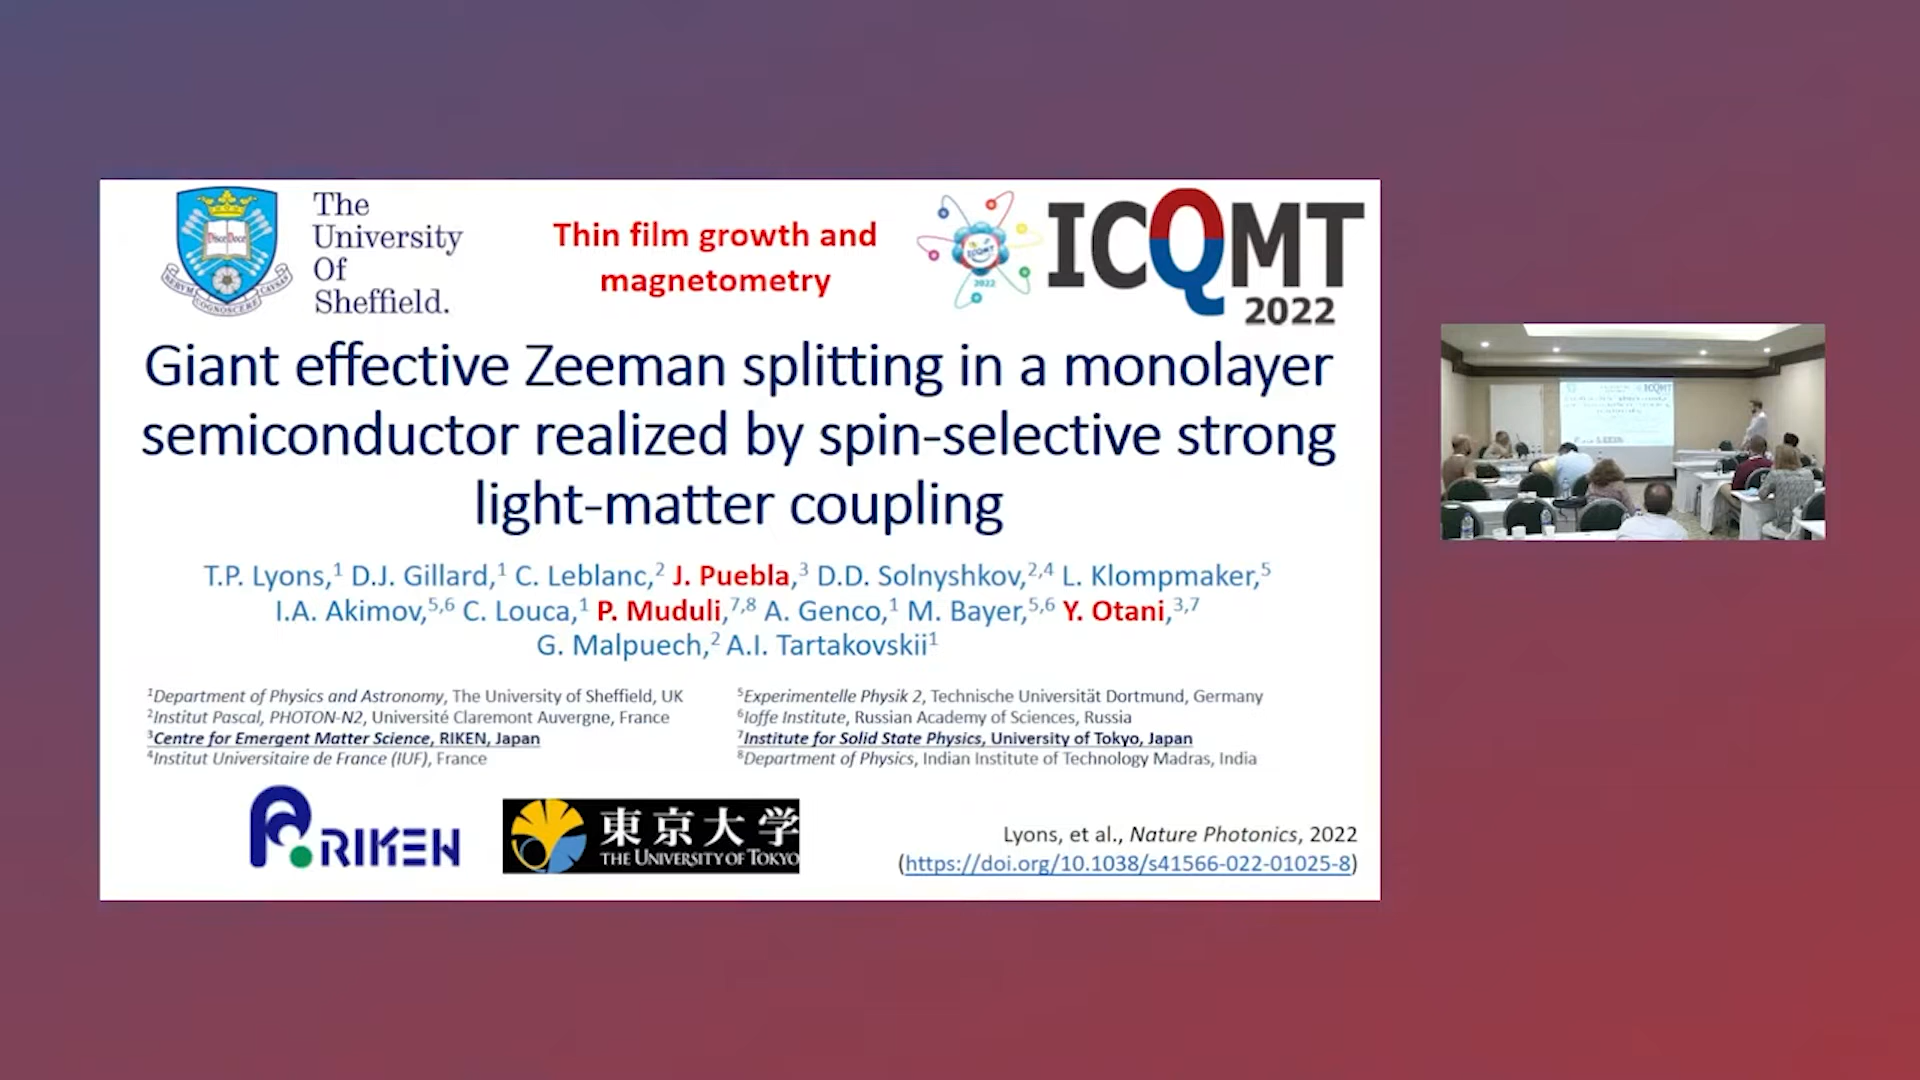 The
University
Of
Sheffield.
Thin film growth and
magnetometry
ICQMT
2022
Giant effective Zeeman splitting in a monolayer
semiconductor realized by spin-selective strong
light-matter coupling
T.P. Lyons,¹ D.J. Gillard,¹ C. Leblanc,² J. Puebla,³ D.D. Solnyshkov,²,⁴ L. Klompmaker,⁵
I.A. Akimov,⁵,⁶ C. Louca,¹ P. Muduli,⁷,⁸ A. Genco,¹ M. Bayer,⁵,⁶ Y. Otani,³,⁷
G. Malpuech,² A.I. Tartakovskii¹
¹Department of Physics and Astronomy, The University of Sheffield, UK
²Institut Pascal, PHOTON-N2, Université Claremont Auvergne, France
³Centre for Emergent Matter Science, RIKEN, Japan
⁴Institut Universitaire de France (IUF), France
⁵Experimentelle Physik 2, Technische Universität Dortmund, Germany
⁶Ioffe Institute, Russian Academy of Sciences, Russia
⁷Institute for Solid State Physics, University of Tokyo, Japan
⁸Department of Physics, Indian Institute of Technology Madras, India
RIKEN
東京大学
THE UNIVERSITY OF TOKYO
Lyons, et al., Nature Photonics, 2022
(https://doi.org/10.1038/s41566-022-01025-8)